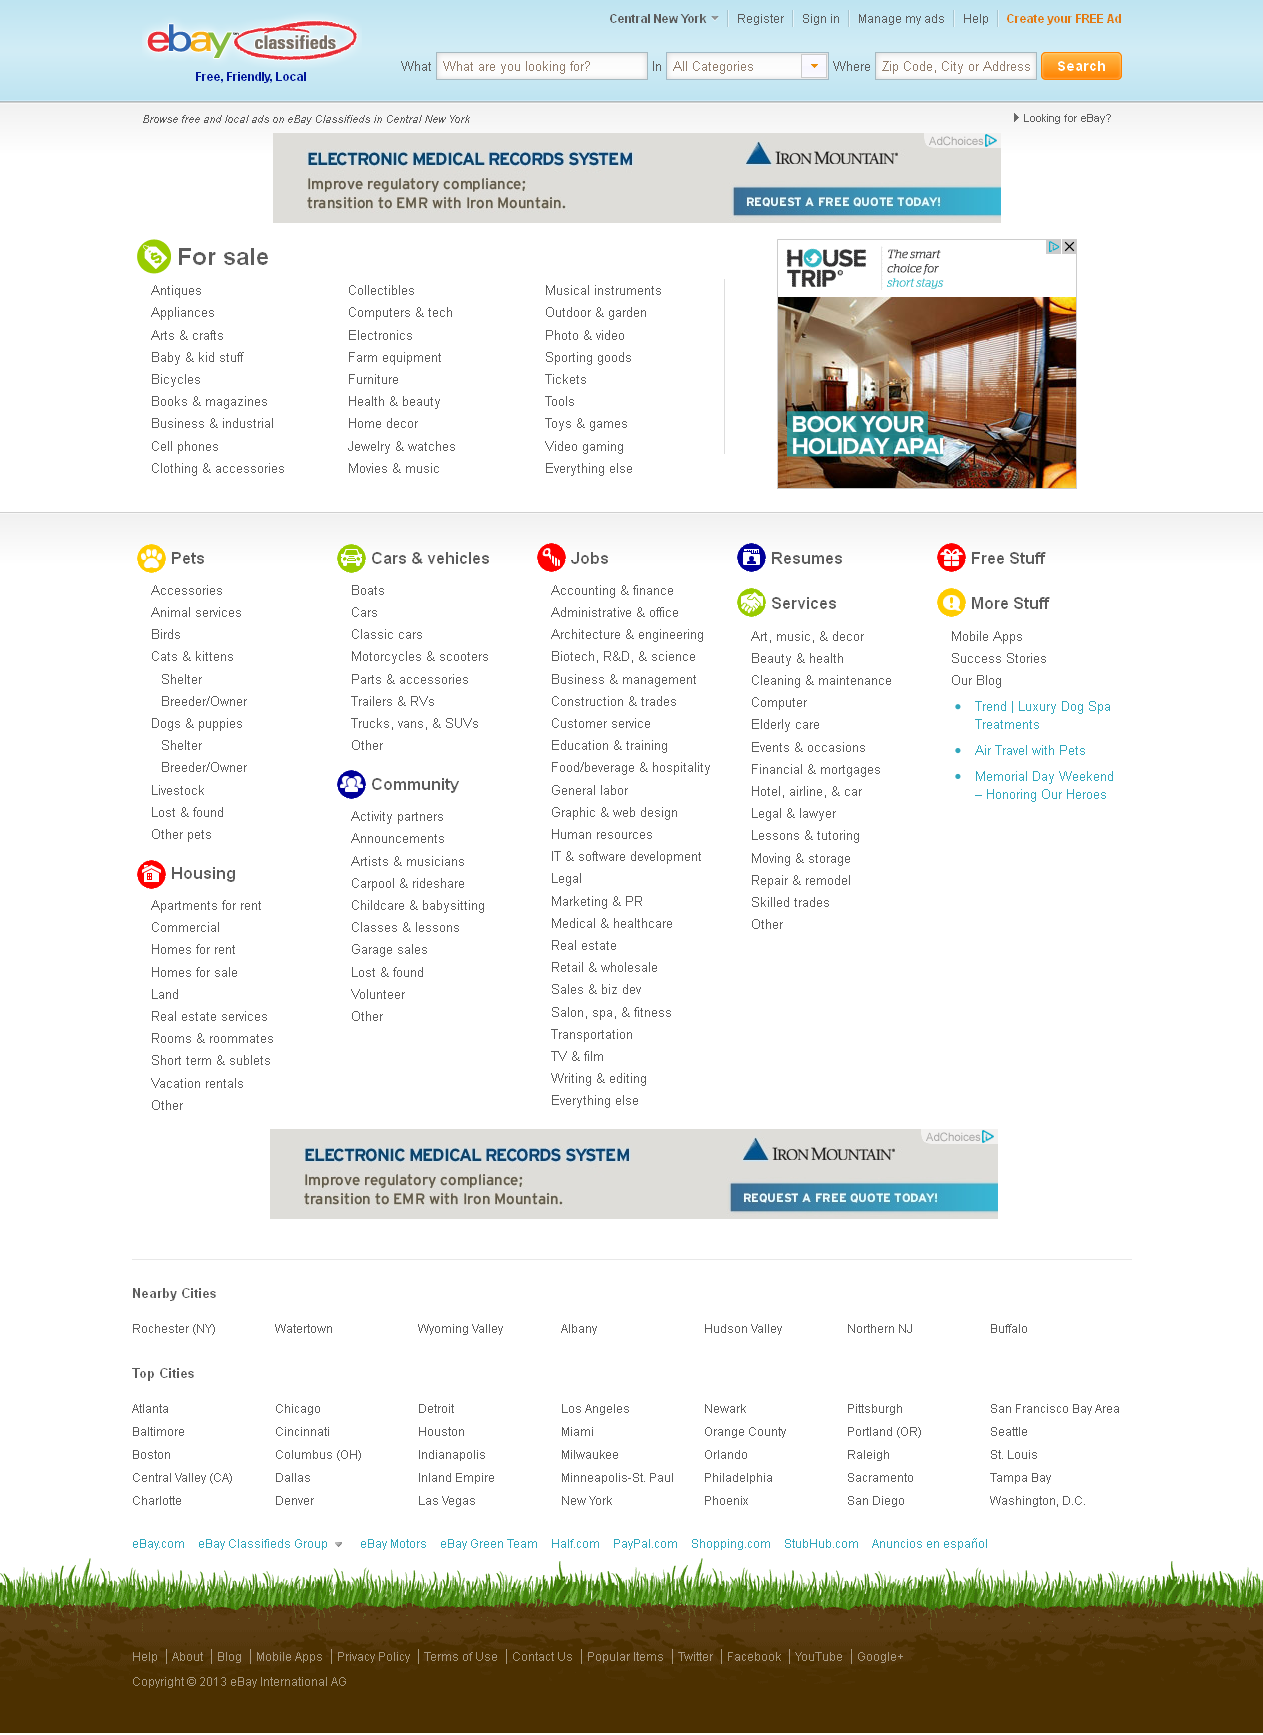 Central New York Register Sign in Manage my ads Help Create your FREE Ad
ebay classifieds
Free, Friendly, Local
What What are you looking for? In All Categories Where Zip Code, City or Address Search
Browse free and local ads on eBay Classifieds in Central New York
Looking for eBay?
AdChoices
ELECTRONIC MEDICAL RECORDS SYSTEM
Improve regulatory compliance;
transition to EMR with Iron Mountain.
IRON MOUNTAIN®
REQUEST A FREE QUOTE TODAY!
For sale
Antiques
Appliances
Arts & crafts
Baby & kid stuff
Bicycles
Books & magazines
Business & industrial
Cell phones
Clothing & accessories
Collectibles
Computers & tech
Electronics
Farm equipment
Furniture
Health & beauty
Home decor
Jewelry & watches
Movies & music
Musical instruments
Outdoor & garden
Photo & video
Sporting goods
Tickets
Tools
Toys & games
Video gaming
Everything else
HOUSE
TRIP
The smart
choice for
short stays
BOOK YOUR
HOLIDAY APA
Pets
Accessories
Animal services
Birds
Cats & kittens
Shelter
Breeder/Owner
Dogs & puppies
Shelter
Breeder/Owner
Livestock
Lost & found
Other pets
Housing
Apartments for rent
Commercial
Homes for rent
Homes for sale
Land
Real estate services
Rooms & roommates
Short term & sublets
Vacation rentals
Other
Cars & vehicles
Boats
Cars
Classic cars
Motorcycles & scooters
Parts & accessories
Trailers & RVs
Trucks, vans, & SUVs
Other
Community
Activity partners
Announcements
Artists & musicians
Carpool & rideshare
Childcare & babysitting
Classes & lessons
Garage sales
Lost & found
Volunteer
Other
Jobs
Accounting & finance
Administrative & office
Architecture & engineering
Biotech, R&D, & science
Business & management
Construction & trades
Customer service
Education & training
Food/beverage & hospitality
General labor
Graphic & web design
Human resources
IT & software development
Legal
Marketing & PR
Medical & healthcare
Real estate
Retail & wholesale
Sales & biz dev
Salon, spa, & fitness
Transportation
TV & film
Writing & editing
Everything else
Resumes
Services
Art, music, & decor
Beauty & health
Cleaning & maintenance
Computer
Elderly care
Events & occasions
Financial & mortgages
Hotel, airline, & car
Legal & lawyer
Lessons & tutoring
Moving & storage
Repair & remodel
Skilled trades
Other
Free Stuff
More Stuff
Mobile Apps
Success Stories
Our Blog
• Trend | Luxury Dog Spa
Treatments
• Air Travel with Pets
• Memorial Day Weekend
– Honoring Our Heroes
AdChoices
ELECTRONIC MEDICAL RECORDS SYSTEM
Improve regulatory compliance;
transition to EMR with Iron Mountain.
IRON MOUNTAIN®
REQUEST A FREE QUOTE TODAY!
Nearby Cities
Rochester (NY) Watertown Wyoming Valley Albany Hudson Valley Northern NJ Buffalo
Top Cities
Atlanta Chicago Detroit Los Angeles Newark Pittsburgh San Francisco Bay Area
Baltimore Cincinnati Houston Miami Orange County Portland (OR) Seattle
Boston Columbus (OH) Indianapolis Milwaukee Orlando Raleigh St. Louis
Central Valley (CA) Dallas Inland Empire Minneapolis-St. Paul Philadelphia Sacramento Tampa Bay
Charlotte Denver Las Vegas New York Phoenix San Diego Washington, D.C.
eBay.com eBay Classifieds Group eBay Motors eBay Green Team Half.com PayPal.com Shopping.com StubHub.com Anuncios en español
Help | About | Blog | Mobile Apps | Privacy Policy | Terms of Use | Contact Us | Popular Items | Twitter | Facebook | YouTube | Google+
Copyright © 2013 eBay International AG